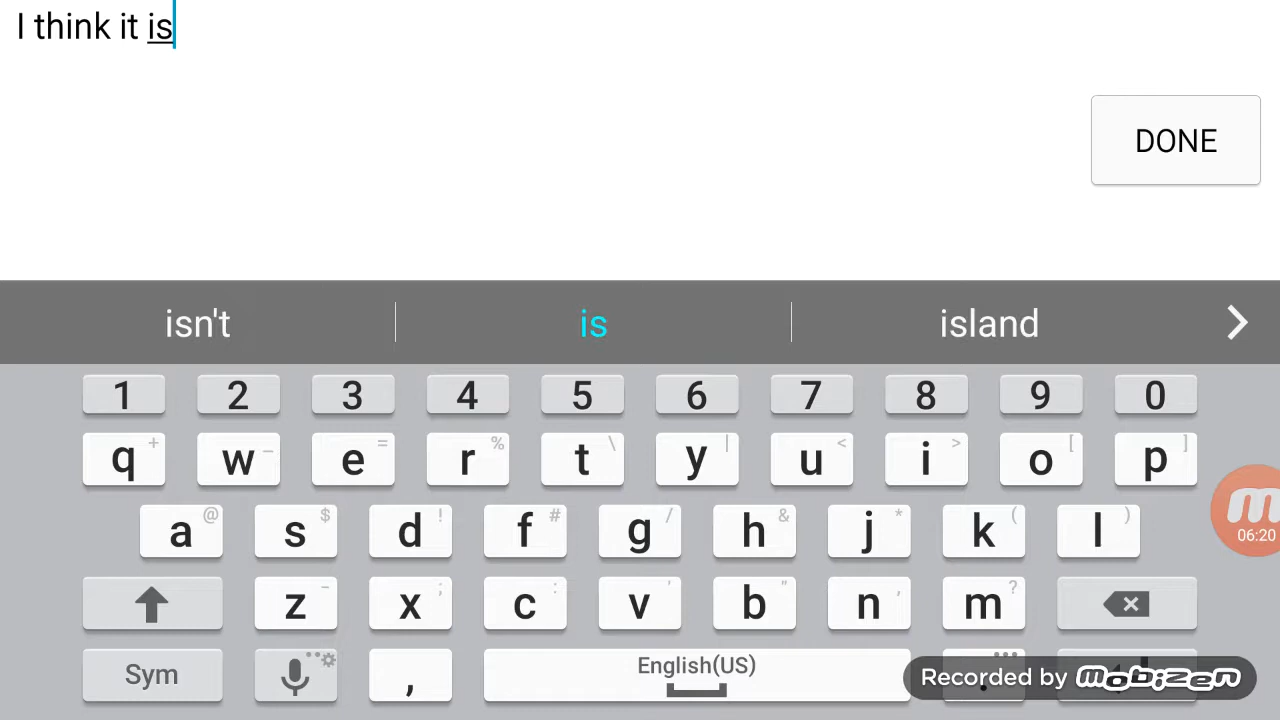 I think it is
DONE
isn't is island
1 2 3 4 5 6 7 8 9 0
q + w − e = r % t \ y | u < i > o [ p ]
a @ s $ d ! f # g / h & j * k ( l )
z - x ; c : v ' b " n , m ?
Sym , English(US) .
06:20
Recorded by mobizen